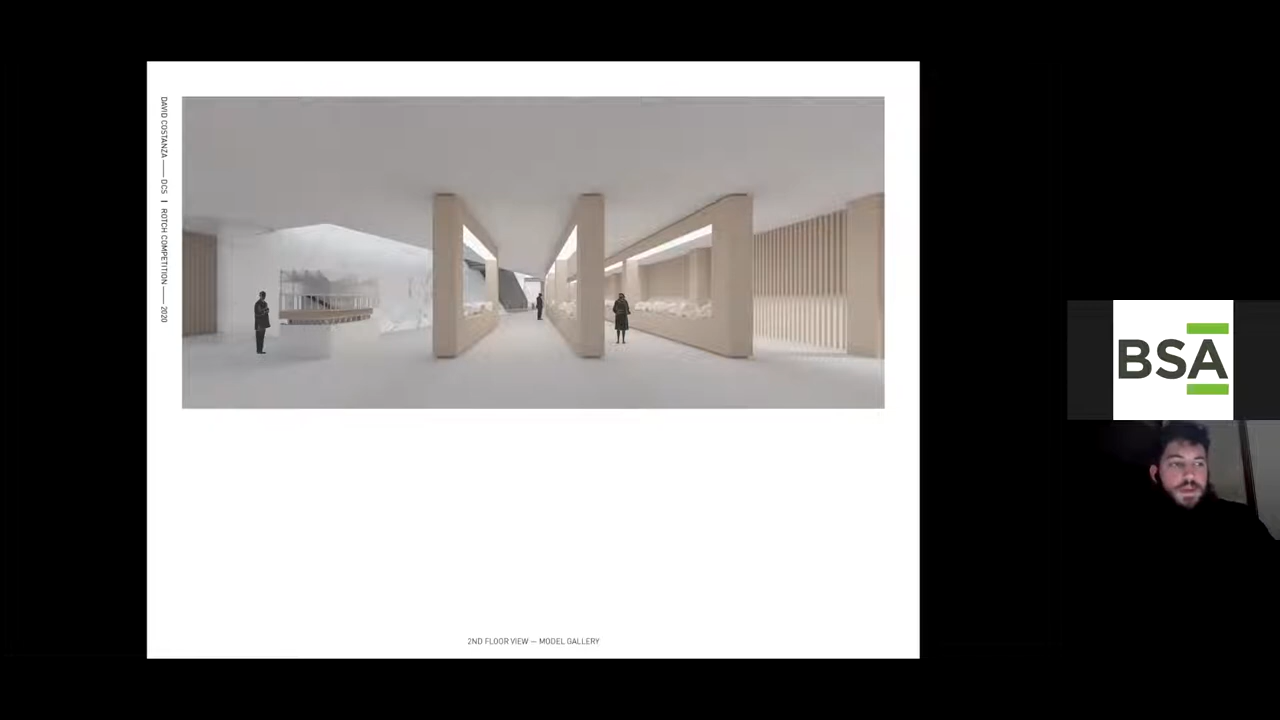 DAVID COSTANZA —— DCS | ROTCH COMPETITION —— 2020
2ND FLOOR VIEW — MODEL GALLERY
BSA